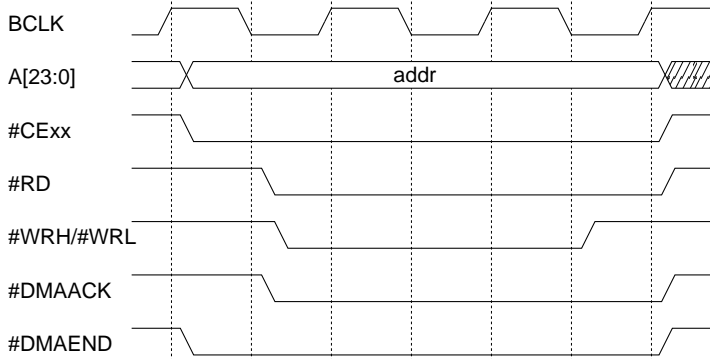 BCLK
A[23:0]
addr
#CExx
#RD
#WRH/#WRL
#DMAACK
#DMAEND